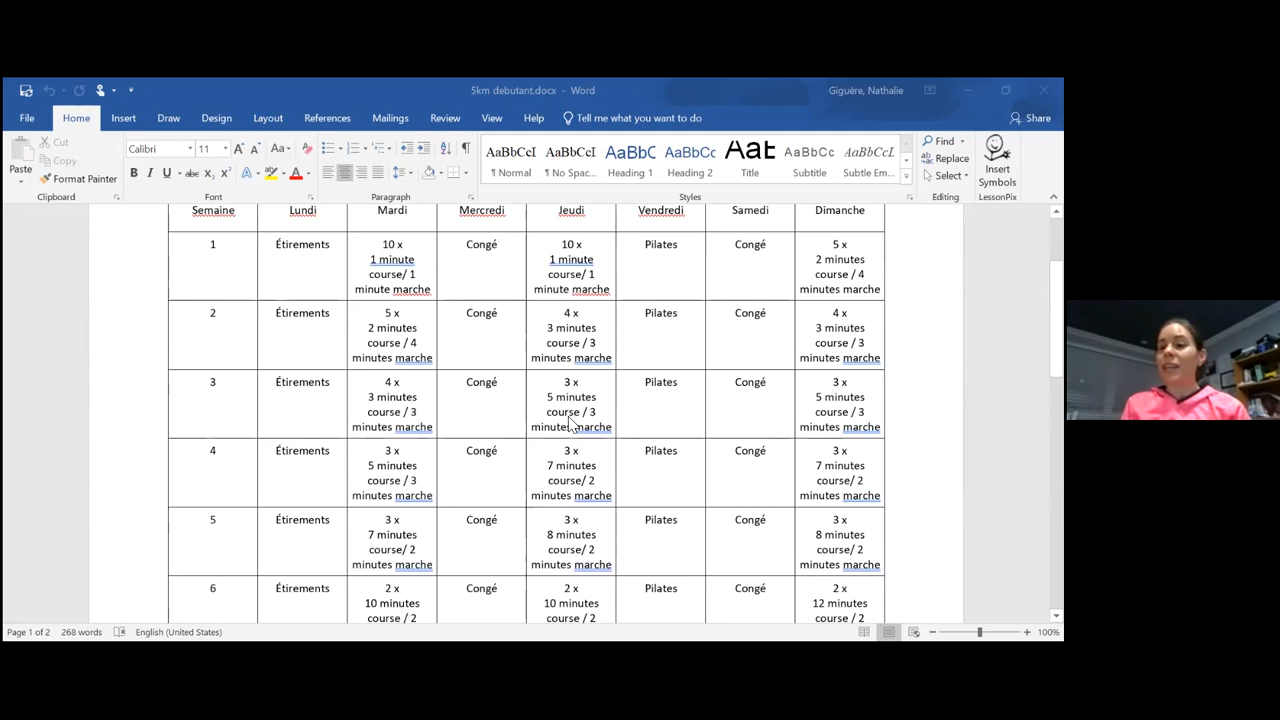 5km debutant.docx - Word
Giguère, Nathalie
File Home Insert Draw Design Layout References Mailings Review View Help Tell me what you want to do Share
Cut
Copy
Paste
Format Painter
Clipboard
Calibri 11
Font
Paragraph
AaBbCcI AaBbCcI AaBbC AaBbCc AaB AaBbCc AaBbCcL
¶ Normal ¶ No Spac... Heading 1 Heading 2 Title Subtitle Subtle Em...
Styles
Find
Replace
Select
Editing
Insert
Symbols
LessonPix
Semaine Lundi Mardi Mercredi Jeudi Vendredi Samedi Dimanche
1 Étirements 10 x Congé 10 x Pilates Congé 5 x
1 minute 1 minute 2 minutes
course/ 1 course/ 1 course / 4
minute marche minute marche minutes marche
2 Étirements 5 x Congé 4 x Pilates Congé 4 x
2 minutes 3 minutes 3 minutes
course / 4 course / 3 course / 3
minutes marche minutes marche minutes marche
3 Étirements 4 x Congé 3 x Pilates Congé 3 x
3 minutes 5 minutes 5 minutes
course / 3 course / 3 course / 3
minutes marche minutes marche minutes marche
4 Étirements 3 x Congé 3 x Pilates Congé 3 x
5 minutes 7 minutes 7 minutes
course / 3 course/ 2 course/ 2
minutes marche minutes marche minutes marche
5 Étirements 3 x Congé 3 x Pilates Congé 3 x
7 minutes 8 minutes 8 minutes
course/ 2 course/ 2 course/ 2
minutes marche minutes marche minutes marche
6 Étirements 2 x Congé 2 x Pilates Congé 2 x
10 minutes 10 minutes 12 minutes
course / 2 course / 2 course / 2
Page 1 of 2 268 words English (United States) 100%